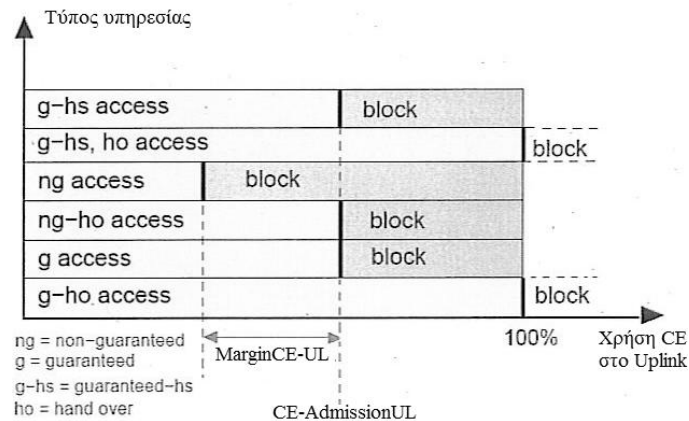 Τύπος υπηρεσίας
g-hs access
block
g-hs, ho access
block
ng access
block
ng-ho access
block
g access
block
g-ho access
block
100%
Χρήση CE
στο Uplink
MarginCE-UL
CE-AdmissionUL
ng = non-guaranteed
g = guaranteed
g-hs = guaranteed-hs
ho = hand over